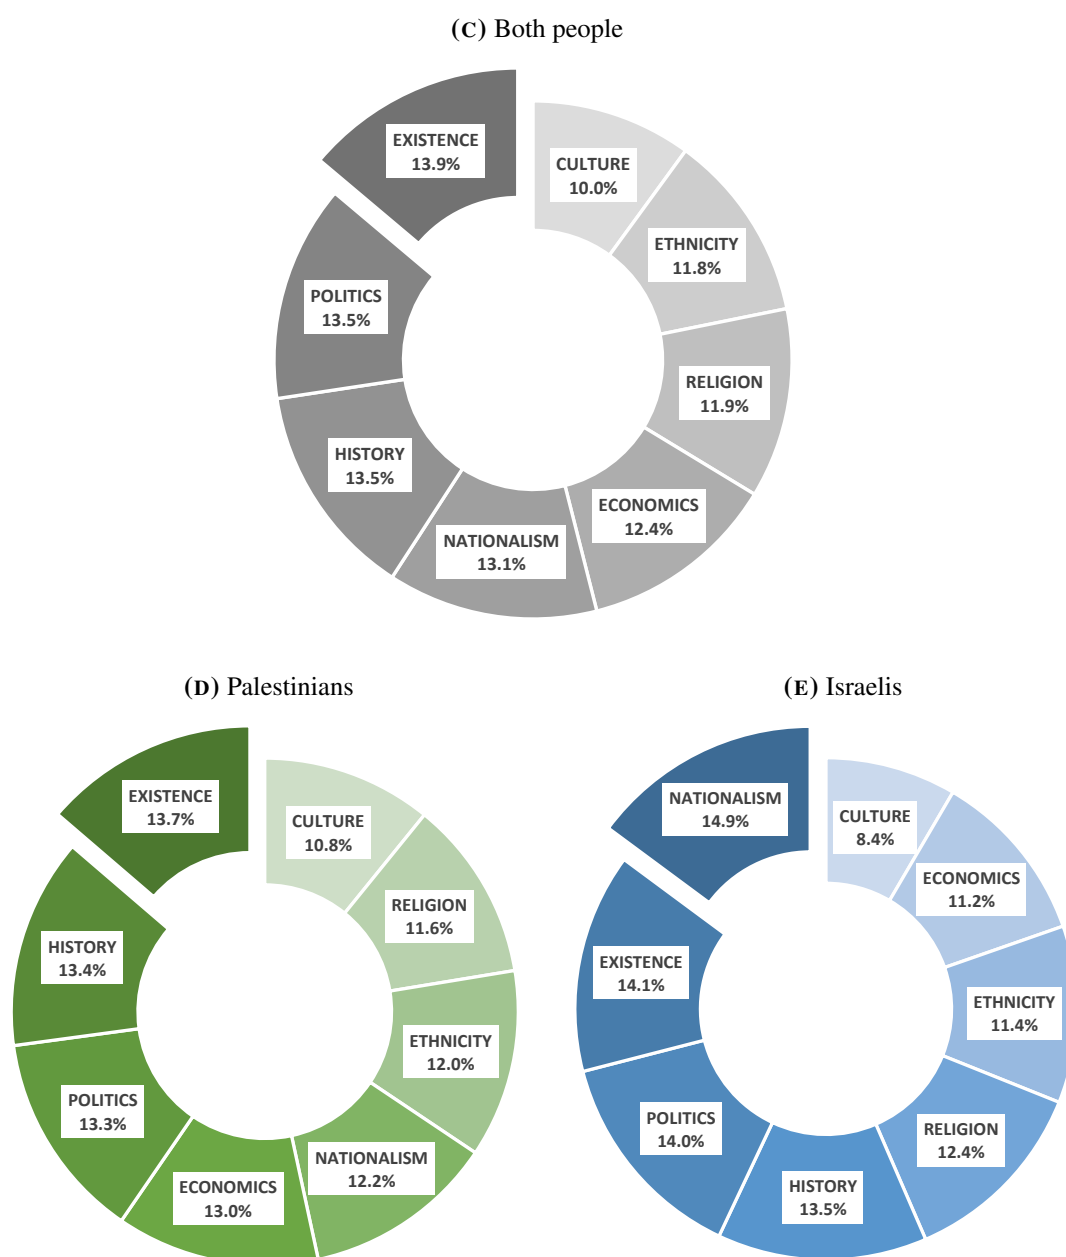 (C) Both people
EXISTENCE
13.9%
CULTURE
10.0%
ETHNICITY
11.8%
RELIGION
11.9%
ECONOMICS
12.4%
NATIONALISM
13.1%
HISTORY
13.5%
POLITICS
13.5%
(D) Palestinians
EXISTENCE
13.7%
CULTURE
10.8%
RELIGION
11.6%
ETHNICITY
12.0%
NATIONALISM
12.2%
ECONOMICS
13.0%
POLITICS
13.3%
HISTORY
13.4%
(E) Israelis
NATIONALISM
14.9%
CULTURE
8.4%
ECONOMICS
11.2%
ETHNICITY
11.4%
RELIGION
12.4%
HISTORY
13.5%
POLITICS
14.0%
EXISTENCE
14.1%